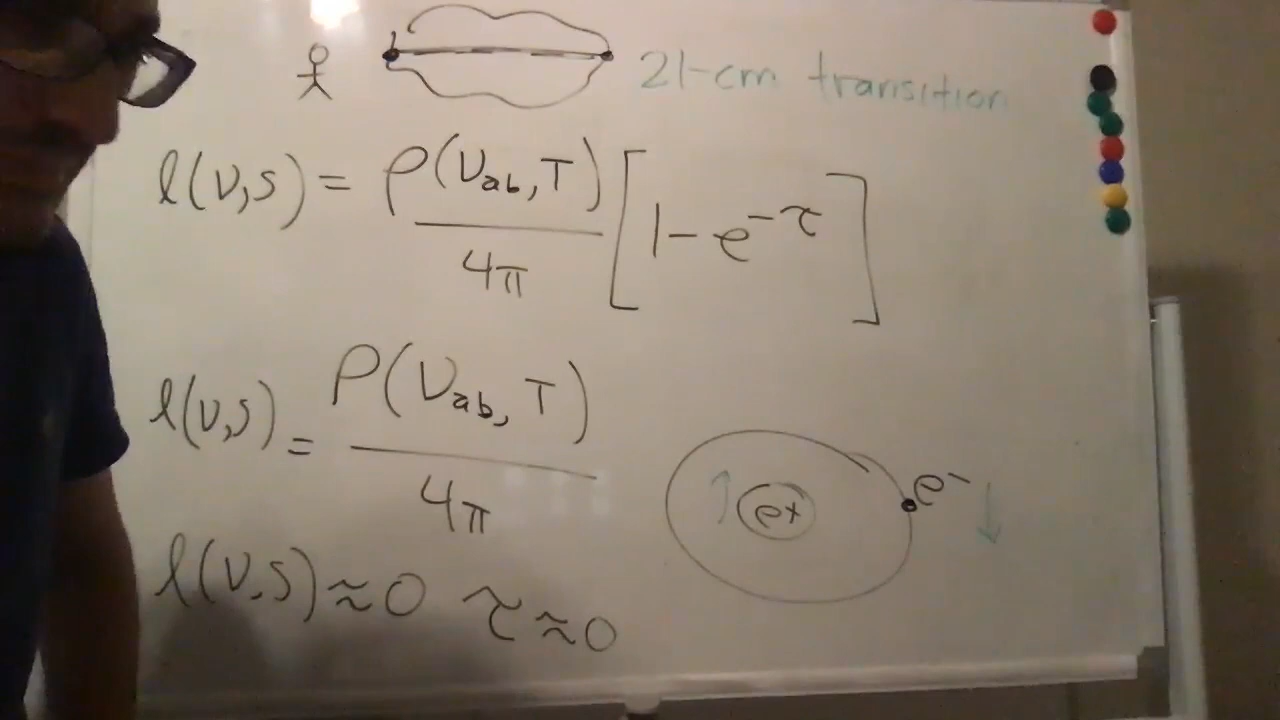 21-cm transition
l(ν,s) = ρ(ν_ab,T)/4π [1-e^-τ]
l(ν,s) = ρ(ν_ab,T)/4π
e^-
e+
l(ν,s)≈0 τ≈0